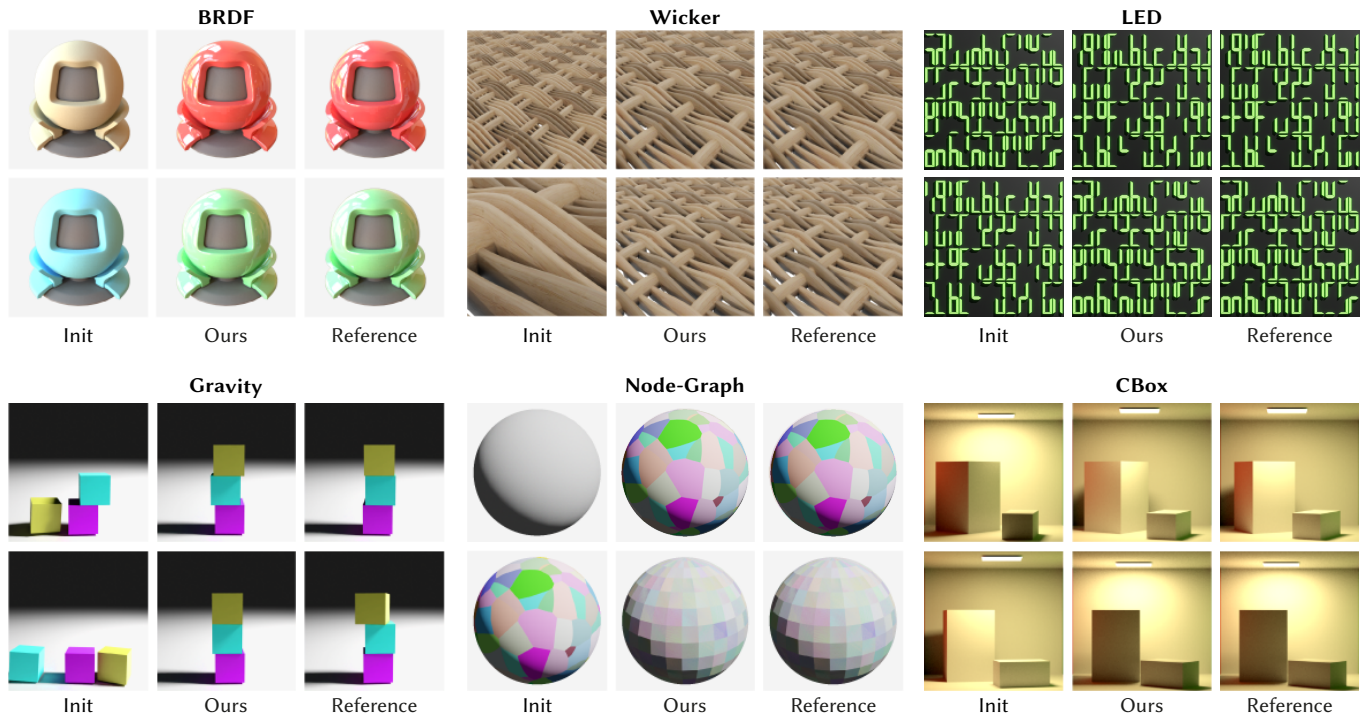 BRDF
Wicker
LED
Init
Ours
Reference
Init
Ours
Reference
Init
Ours
Reference
Gravity
Node-Graph
CBox
Init
Ours
Reference
Init
Ours
Reference
Init
Ours
Reference